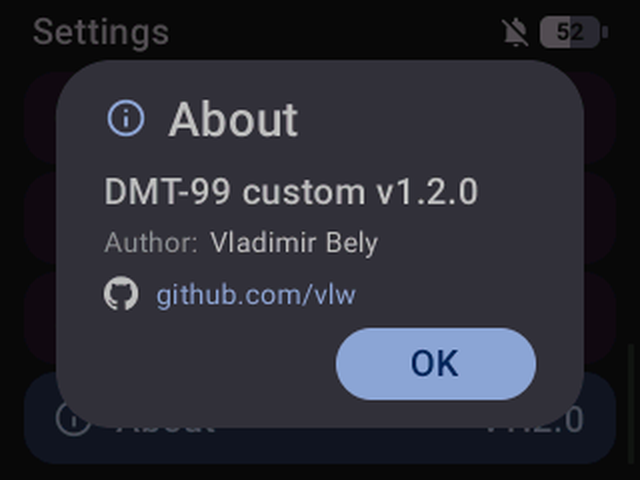 Settings
52
About
DMT-99 custom v1.2.0
Author: Vladimir Bely
github.com/vlw
OK
About v1.2.0